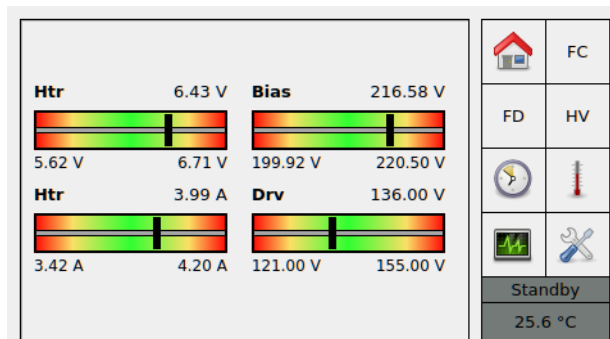 Htr 6.43 V Bias 216.58 V
5.62 V 6.71 V 199.92 V 220.50 V
Htr 3.99 A Drv 136.00 V
3.42 A 4.20 A 121.00 V 155.00 V
FC
FD HV
Standby
25.6 °C